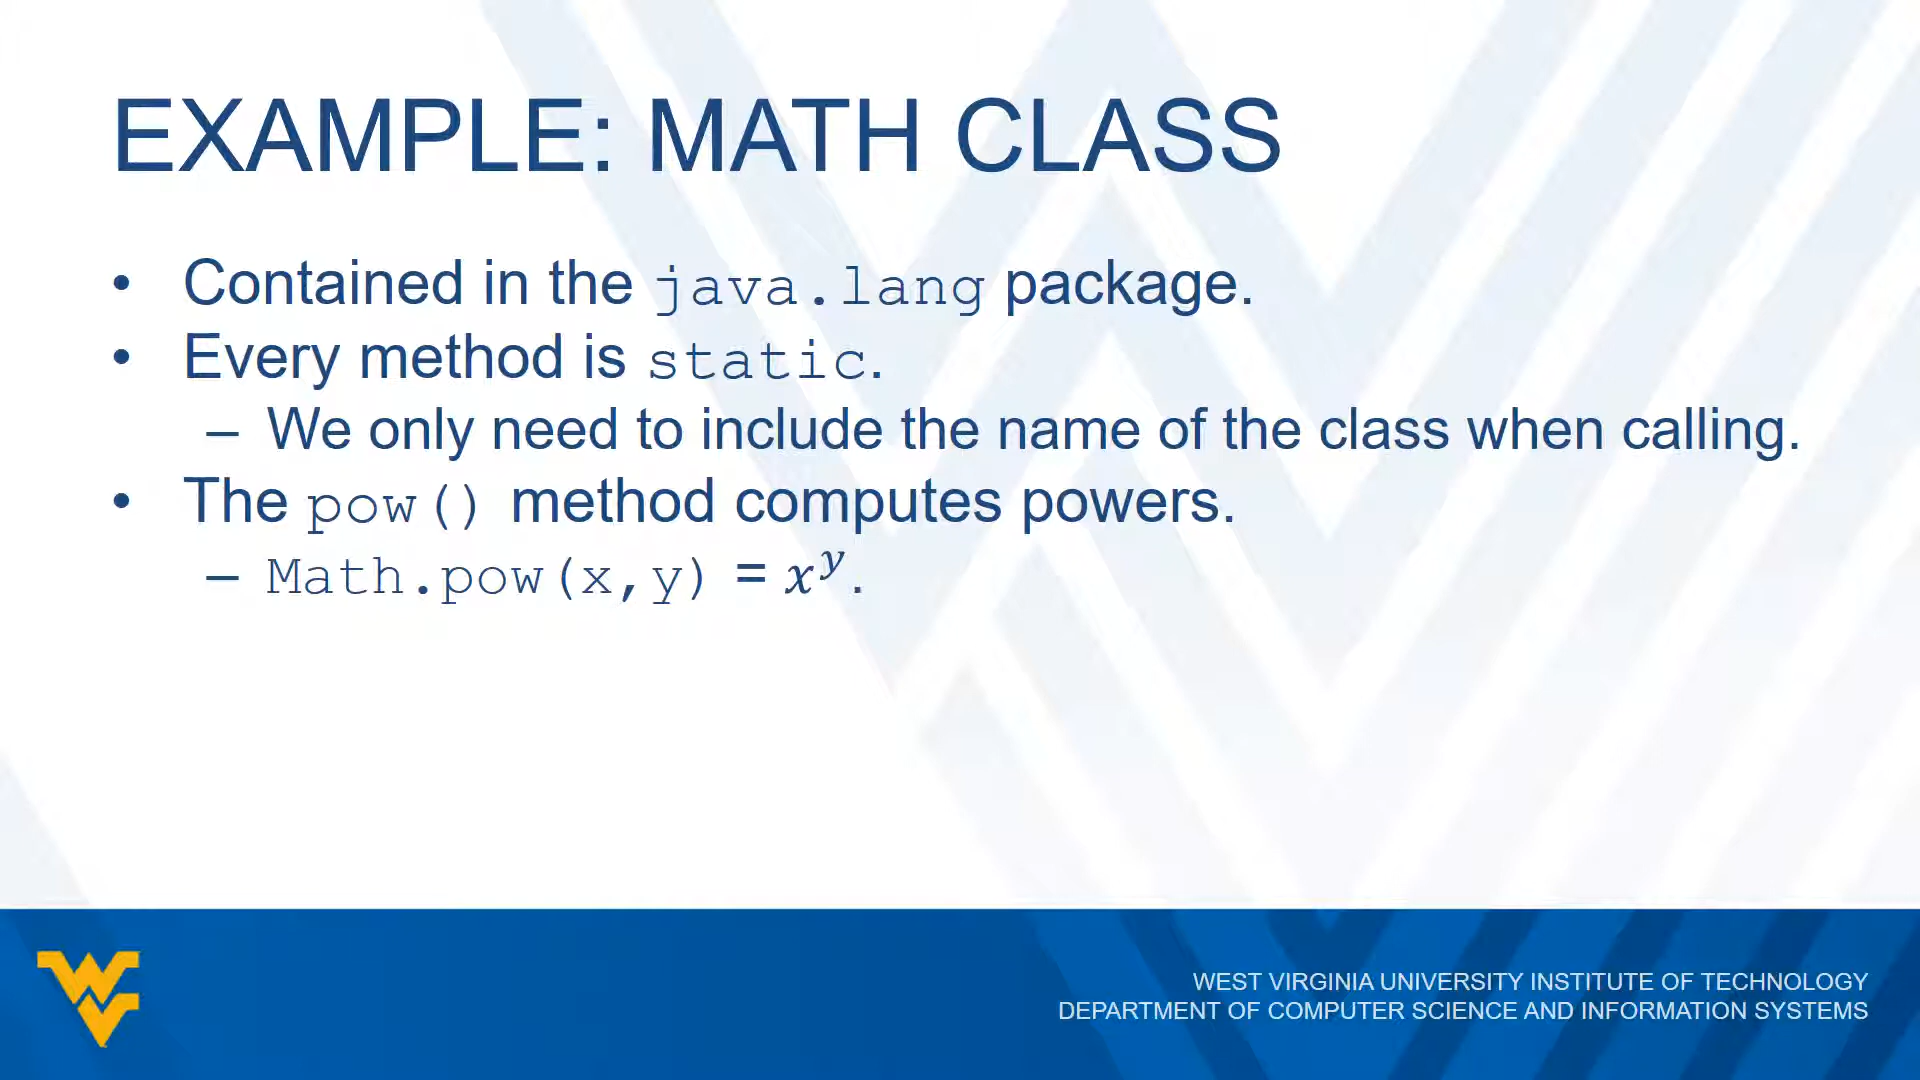 EXAMPLE: MATH CLASS
• Contained in the java.lang package.
• Every method is static.
– We only need to include the name of the class when calling.
• The pow() method computes powers.
– Math.pow(x,y) = x^y.
WEST VIRGINIA UNIVERSITY INSTITUTE OF TECHNOLOGY
DEPARTMENT OF COMPUTER SCIENCE AND INFORMATION SYSTEMS